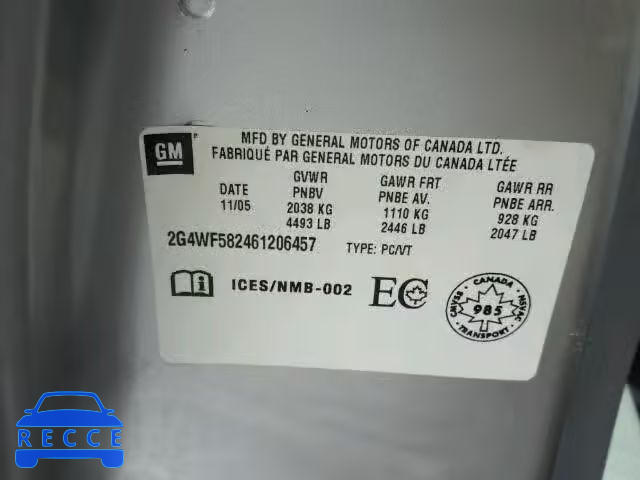 GM
MFD BY GENERAL MOTORS OF CANADA LTD.
FABRIQUÉ PAR GENERAL MOTORS DU CANADA LTÉE
DATE
11/05
GVWR
PNBV
2038 KG
4493 LB
GAWR FRT
PNBE AV.
1110 KG
2446 LB
GAWR RR
PNBE ARR.
928 KG
2047 LB
2G4WF582461206457 TYPE: PC/VT
ICES/NMB-002 EC
CANADA
SVMAC NSVAC
985
TRANSPORT
RECCE